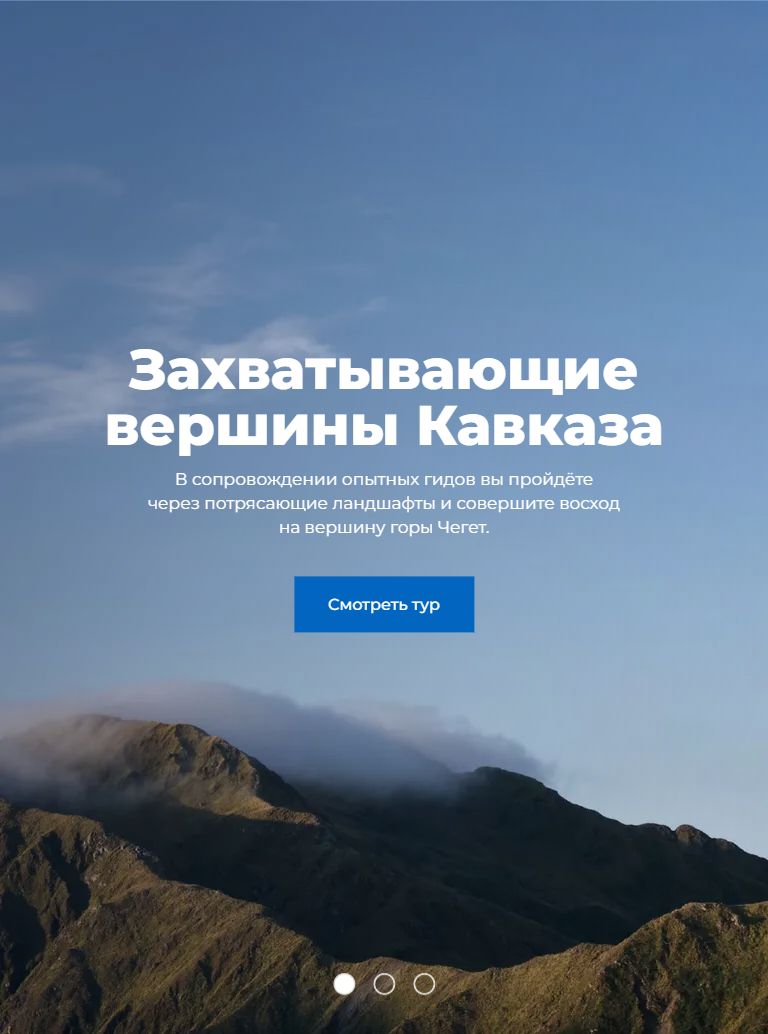 Захватывающие
вершины Кавказа
В сопровождении опытных гидов вы пройдёте
через потрясающие ландшафты и совершите восход
на вершину горы Чегет.
Смотреть тур